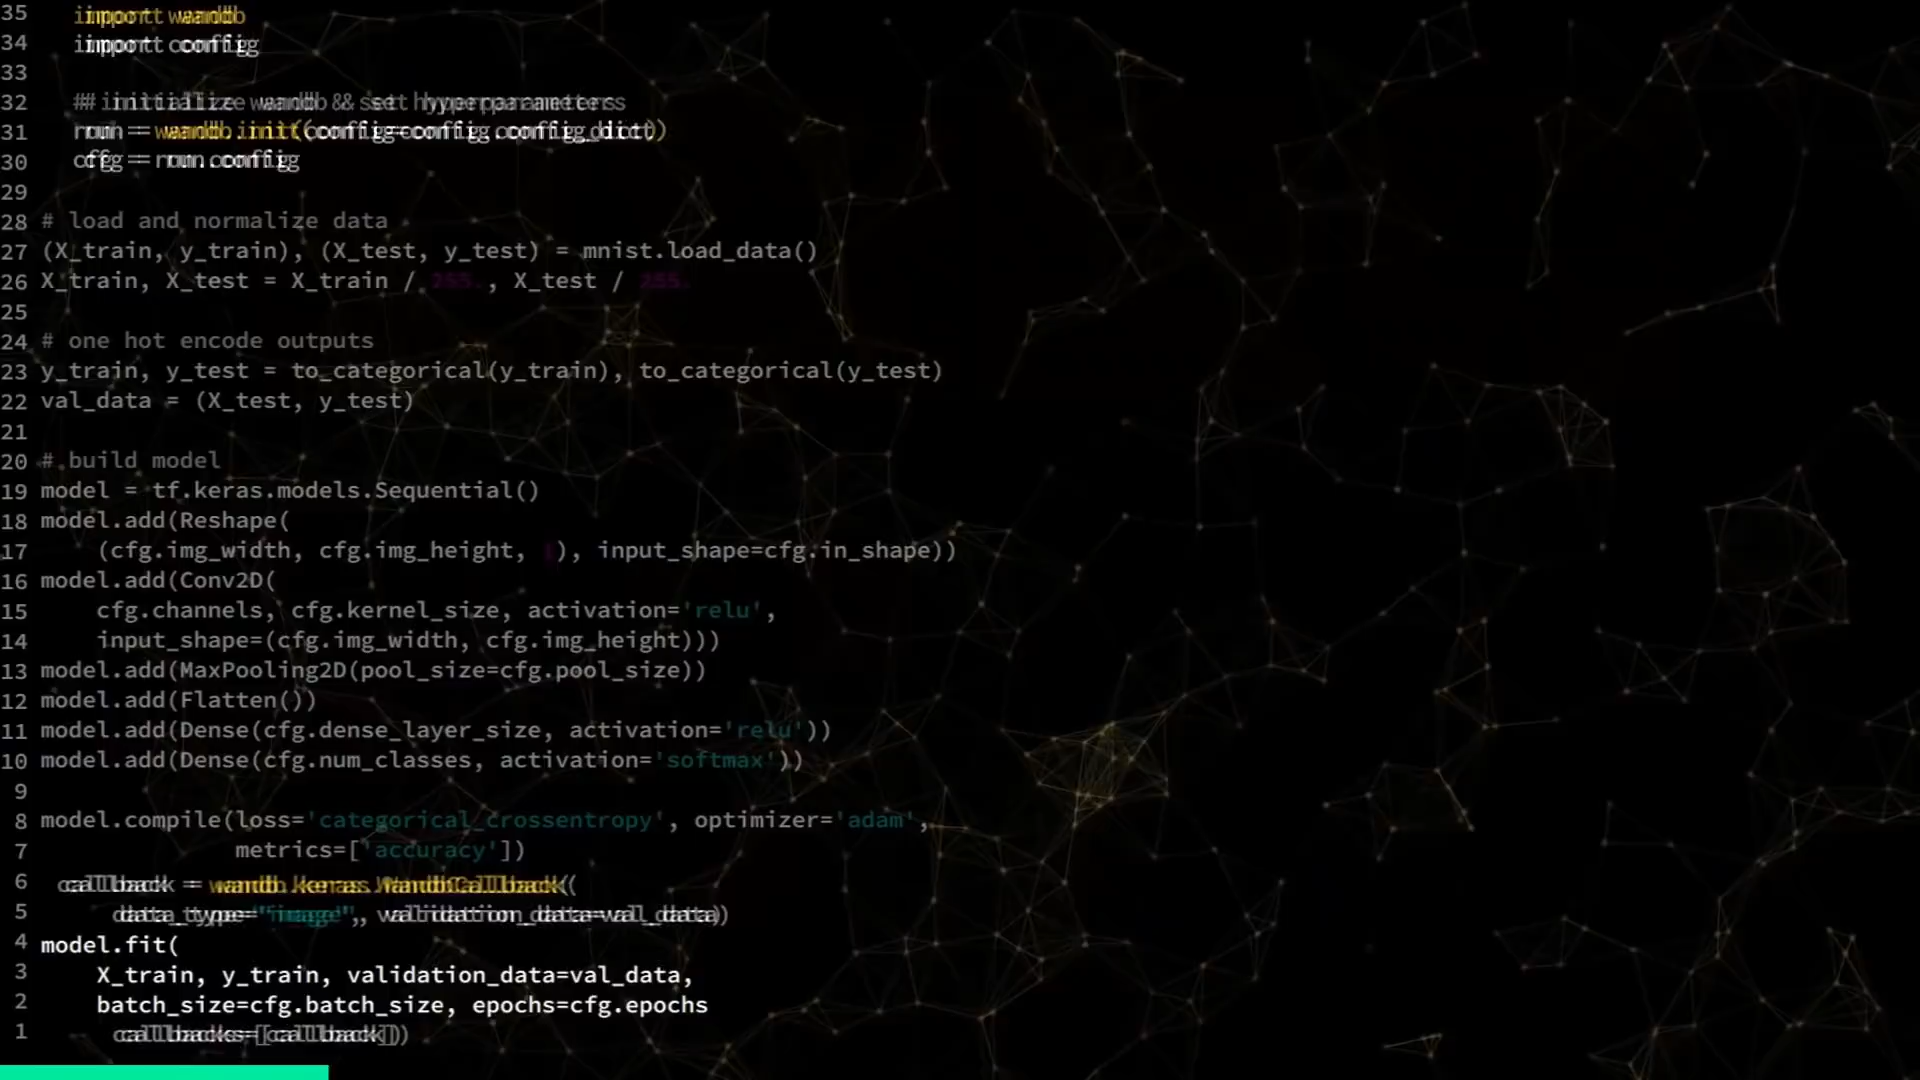 35 import wandb
34 import config
33
32 # initialize wandb & set hyperparameters
31 run = wandb.init(config=config.config_dict)
30 cfg = run.config
29
28 # load and normalize data
27 (X_train, y_train), (X_test, y_test) = mnist.load_data()
26 X_train, X_test = X_train / 255., X_test / 255.
25
24 # one hot encode outputs
23 y_train, y_test = to_categorical(y_train), to_categorical(y_test)
22 val_data = (X_test, y_test)
21
20 # build model
19 model = tf.keras.models.Sequential()
18 model.add(Reshape(
17 (cfg.img_width, cfg.img_height, 1), input_shape=cfg.in_shape))
16 model.add(Conv2D(
15 cfg.channels, cfg.kernel_size, activation='relu',
14 input_shape=(cfg.img_width, cfg.img_height)))
13 model.add(MaxPooling2D(pool_size=cfg.pool_size))
12 model.add(Flatten())
11 model.add(Dense(cfg.dense_layer_size, activation='relu'))
10 model.add(Dense(cfg.num_classes, activation='softmax'))
9
8 model.compile(loss='categorical_crossentropy', optimizer='adam',
7 metrics=['accuracy'])
6 callback = wandb.keras.WandbCallback(
5 data_type="image", validation_data=val_data)
4 model.fit(
3 X_train, y_train, validation_data=val_data,
2 batch_size=cfg.batch_size, epochs=cfg.epochs
1 callbacks=[callback])